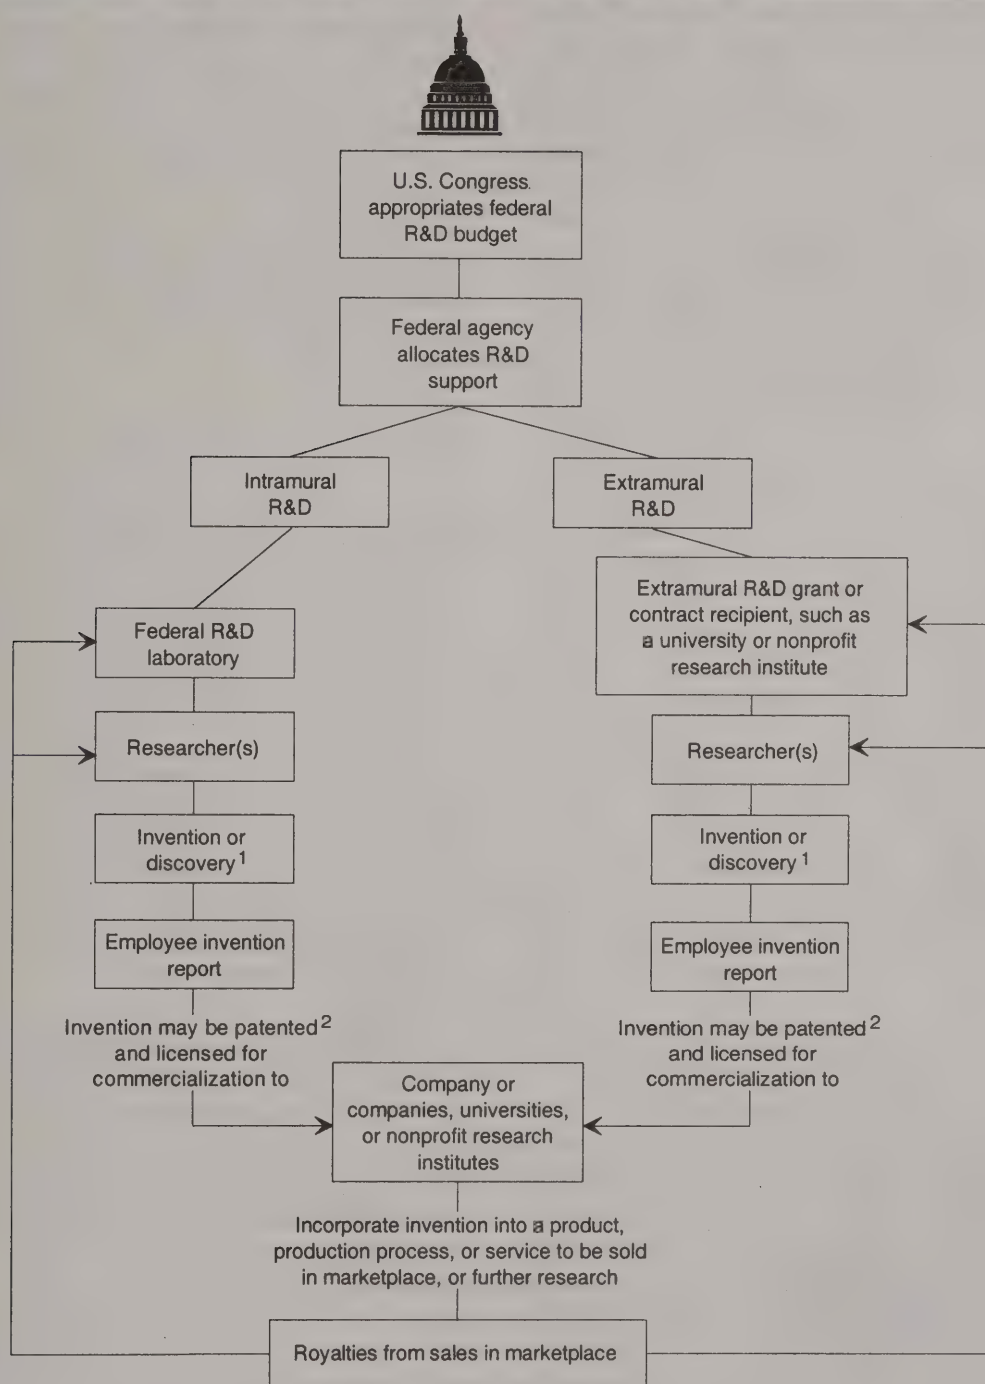 U.S. Congress
appropriates federal
R&D budget
Federal agency
allocates R&D
support
Intramural
R&D
Extramural
R&D
Federal R&D
laboratory
Extramural R&D grant or
contract recipient, such as
a university or nonprofit
research institute
Researcher(s)
Researcher(s)
Invention or
discovery 1
Invention or
discovery 1
Employee invention
report
Employee invention
report
Invention may be patented 2
and licensed for
commercialization to
Invention may be patented 2
and licensed for
commercialization to
Company or
companies, universities,
or nonprofit research
institutes
Incorporate invention into a product,
production process, or service to be sold
in marketplace, or further research
Royalties from sales in marketplace